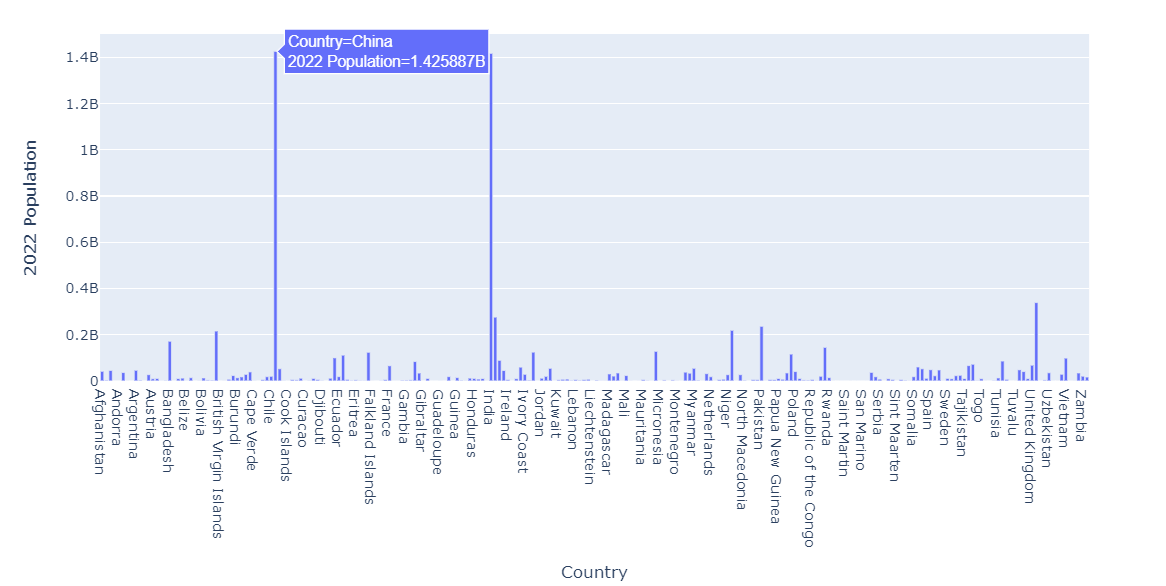 Country=China
2022 Population=1.425887B
1.4B
1.2B
1B
0.8B
0.6B
0.4B
0.2B
0
2022 Population
Afghanistan
Andorra
Argentina
Austria
Bangladesh
Belize
Bolivia
British Virgin Islands
Burundi
Cape Verde
Chile
Cook Islands
Curacao
Djibouti
Ecuador
Eritrea
Falkland Islands
France
Gambia
Gibraltar
Guadeloupe
Guinea
Honduras
India
Ireland
Ivory Coast
Jordan
Kuwait
Lebanon
Liechtenstein
Madagascar
Mali
Mauritania
Micronesia
Montenegro
Myanmar
Netherlands
Niger
North Macedonia
Pakistan
Papua New Guinea
Poland
Republic of the Congo
Rwanda
Saint Martin
San Marino
Serbia
Sint Maarten
Somalia
Spain
Sweden
Tajikistan
Togo
Tunisia
Tuvalu
United Kingdom
Uzbekistan
Vietnam
Zambia
Country